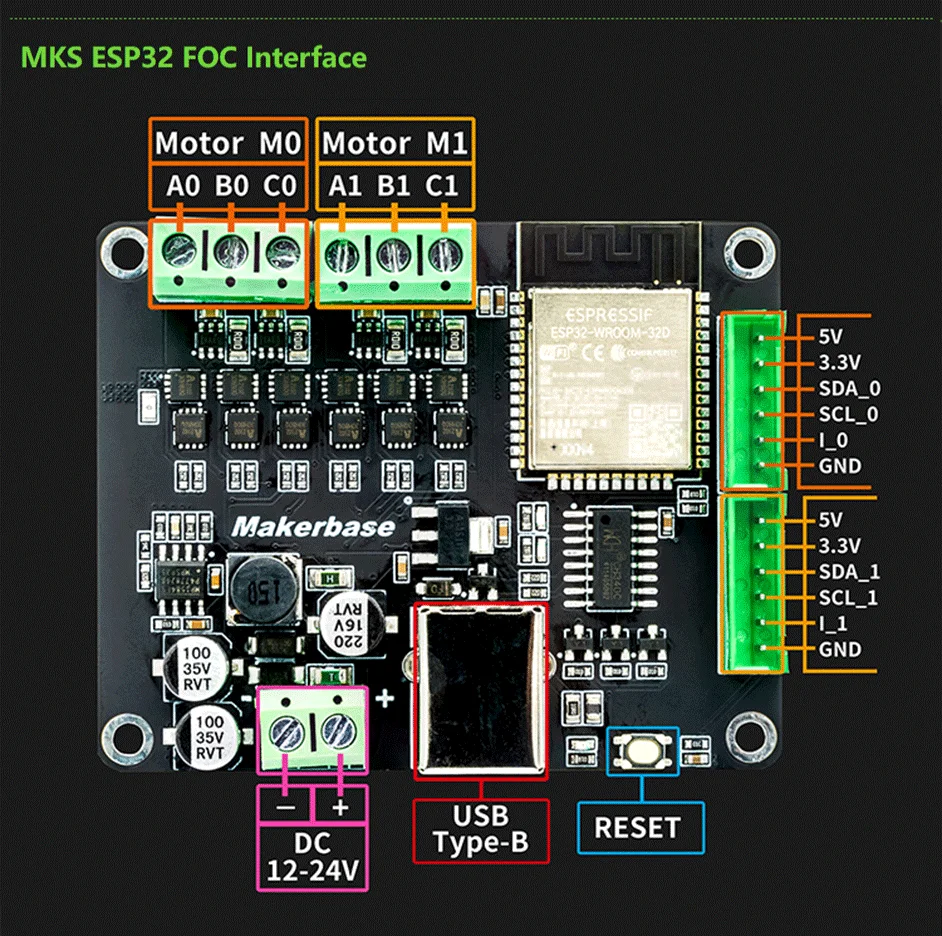 MKS ESP32 FOC Interface
Motor M0
Motor M1
A0 B0 C0
A1 B1 C1
ESPRESSIF
ESP32-WROOM-32D
5V
3.3V
SDA_0
SCL_0
I_0
GND
5V
3.3V
SDA_1
SCL_1
I_1
GND
Makerbase
150
220
16V
RVT
100
35V
RVT
100
35V
RVT
- +
− +
DC
12-24V
USB
Type-B
RESET